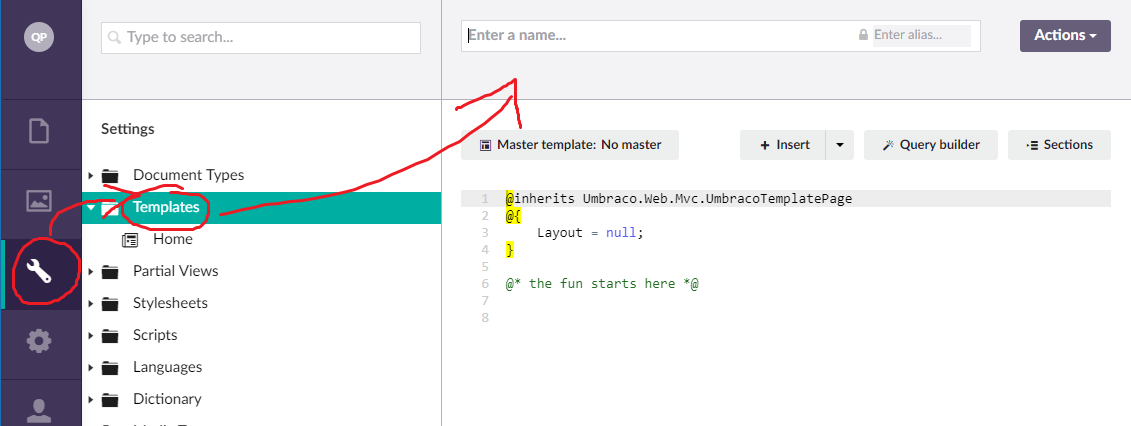 QP
Type to search...
Enter a name...
Enter alias...
Actions
Settings
Document Types
Templates
Home
Partial Views
Stylesheets
Scripts
Languages
Dictionary
Master template: No master
Insert
Query builder
Sections
1 @inherits Umbraco.Web.Mvc.UmbracoTemplatePage
2 @{
3 Layout = null;
4 }
5
6 @* the fun starts here *@
7
8